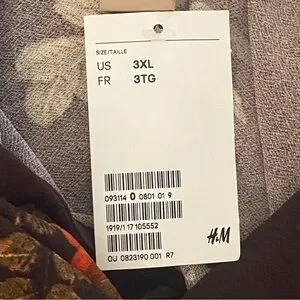 SIZE/TAILLE
US 3XL
FR 3TG
093114 0 0801 01 9
1919/1 17 105552
H&M
OU 0823190 001 R7